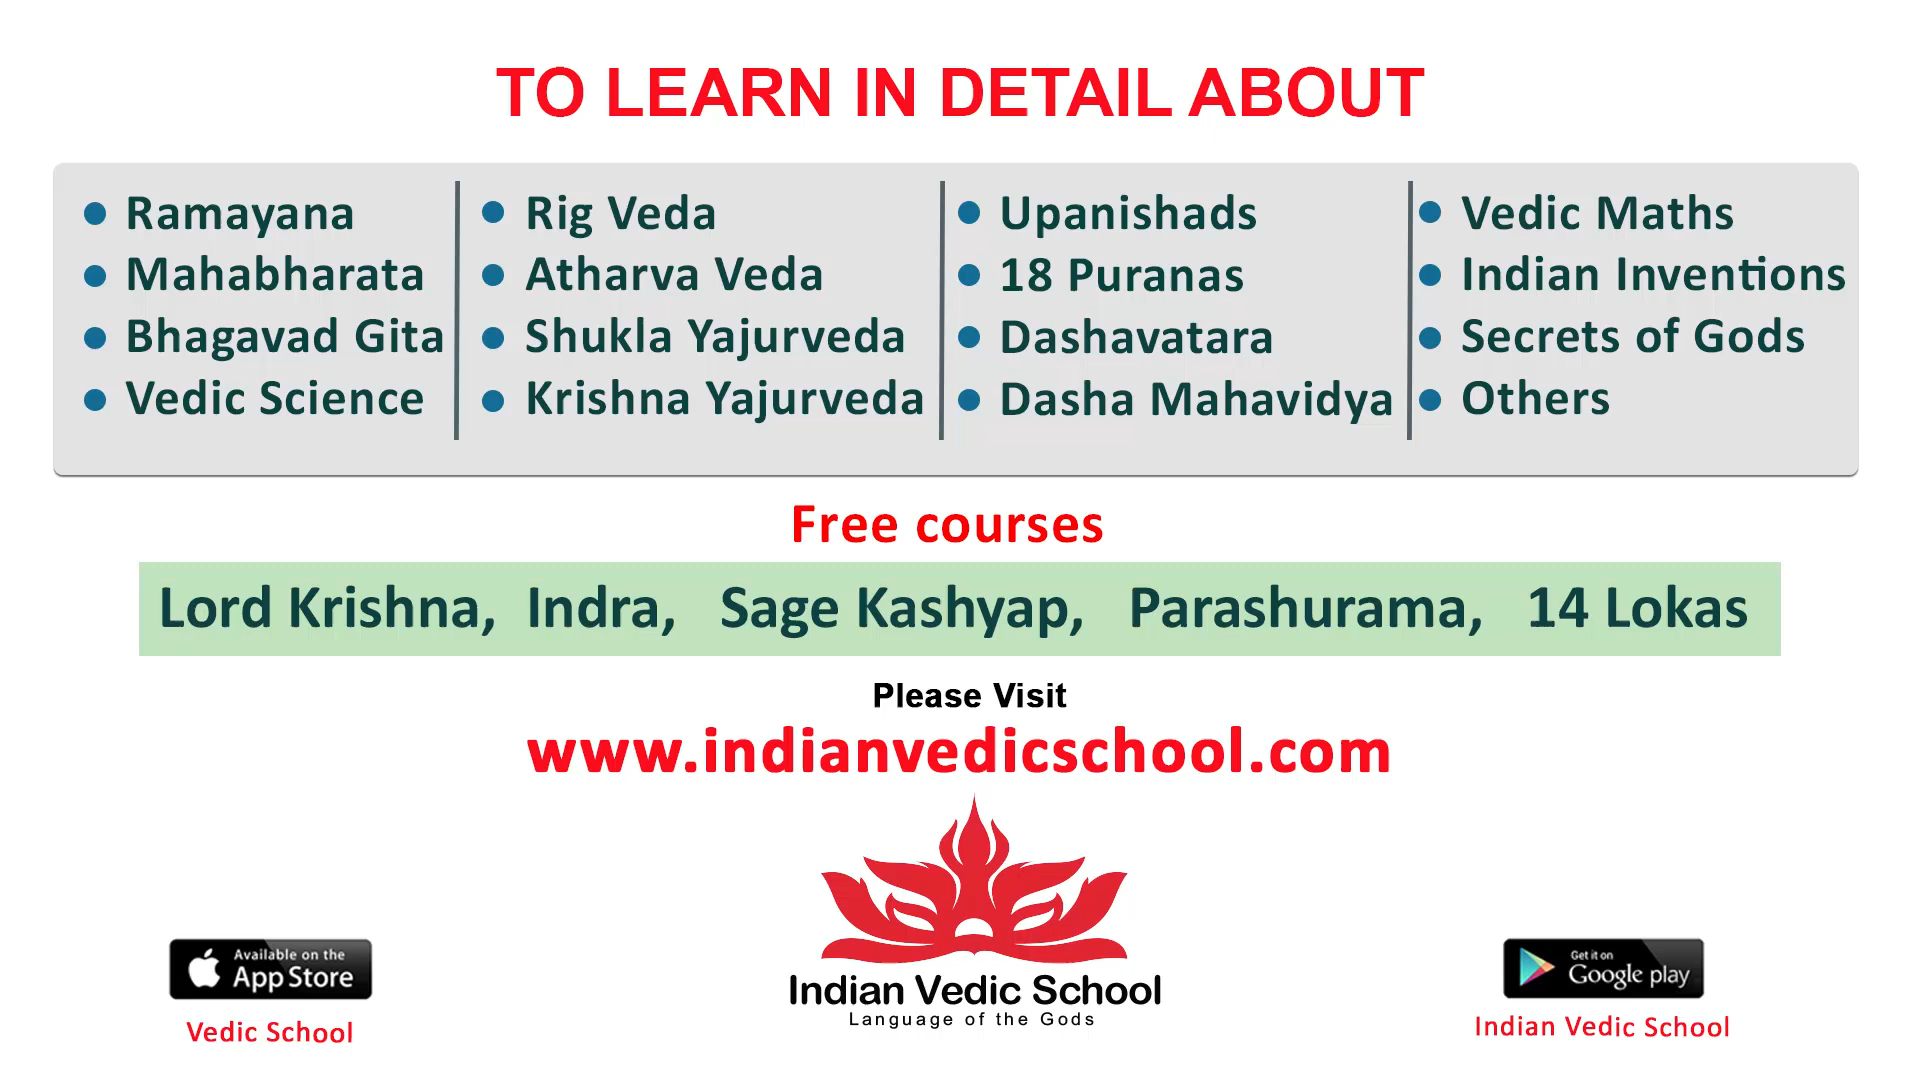 TO LEARN IN DETAIL ABOUT
Ramayana
Mahabharata
Bhagavad Gita
Vedic Science
Rig Veda
Atharva Veda
Shukla Yajurveda
Krishna Yajurveda
Upanishads
18 Puranas
Dashavatara
Dasha Mahavidya
Vedic Maths
Indian Inventions
Secrets of Gods
Others
Free courses
Lord Krishna, Indra, Sage Kashyap, Parashurama, 14 Lokas
Please Visit
www.indianvedicschool.com
Indian Vedic School
Language of the Gods
Available on the
App Store
Vedic School
Get it on
Google play
Indian Vedic School